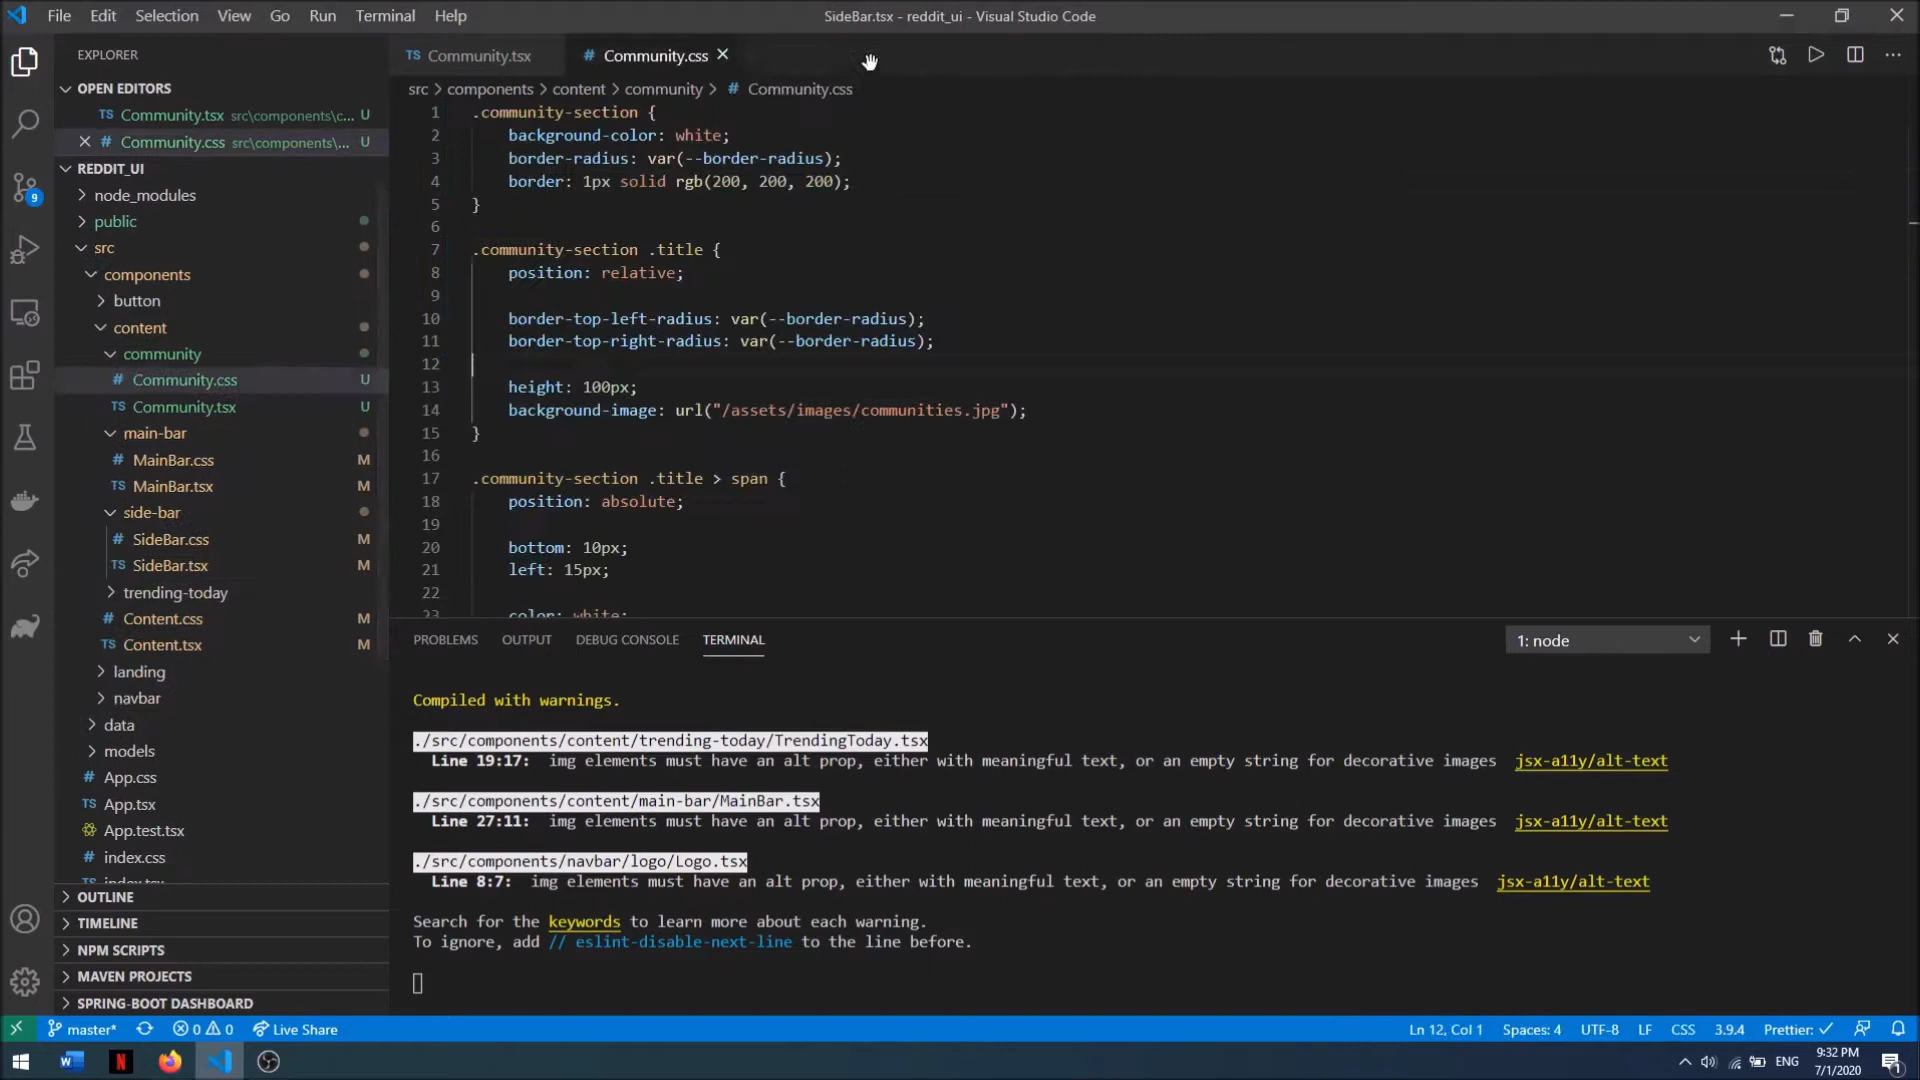 File Edit Selection View Go Run Terminal Help
SideBar.tsx - reddit_ui - Visual Studio Code
EXPLORER
OPEN EDITORS
TS Community.tsx src\components\c... U
# Community.css src\components\... U
REDDIT_UI
node_modules
public
src
components
button
content
community
# Community.css U
TS Community.tsx U
main-bar
# MainBar.css M
TS MainBar.tsx M
side-bar
# SideBar.css M
TS SideBar.tsx M
trending-today
# Content.css M
TS Content.tsx M
landing
navbar
data
models
# App.css
TS App.tsx
App.test.tsx
# index.css
TS index.tsx
OUTLINE
TIMELINE
NPM SCRIPTS
MAVEN PROJECTS
SPRING-BOOT DASHBOARD
9
TS Community.tsx
# Community.css
src > components > content > community > # Community.css
1 .community-section {
2 background-color: white;
3 border-radius: var(--border-radius);
4 border: 1px solid rgb(200, 200, 200);
5 }
6
7 .community-section .title {
8 position: relative;
9
10 border-top-left-radius: var(--border-radius);
11 border-top-right-radius: var(--border-radius);
12
13 height: 100px;
14 background-image: url("/assets/images/communities.jpg");
15 }
16
17 .community-section .title > span {
18 position: absolute;
19
20 bottom: 10px;
21 left: 15px;
22
23 color: white;
PROBLEMS OUTPUT DEBUG CONSOLE TERMINAL
1: node
Compiled with warnings.
./src/components/content/trending-today/TrendingToday.tsx
Line 19:17: img elements must have an alt prop, either with meaningful text, or an empty string for decorative images jsx-a11y/alt-text
./src/components/content/main-bar/MainBar.tsx
Line 27:11: img elements must have an alt prop, either with meaningful text, or an empty string for decorative images jsx-a11y/alt-text
./src/components/navbar/logo/Logo.tsx
Line 8:7: img elements must have an alt prop, either with meaningful text, or an empty string for decorative images jsx-a11y/alt-text
Search for the keywords to learn more about each warning.
To ignore, add // eslint-disable-next-line to the line before.
master* 0 0 Live Share
Ln 12, Col 1 Spaces: 4 UTF-8 LF CSS 3.9.4 Prettier: ✓
W N
ENG
9:32 PM
7/1/2020
1